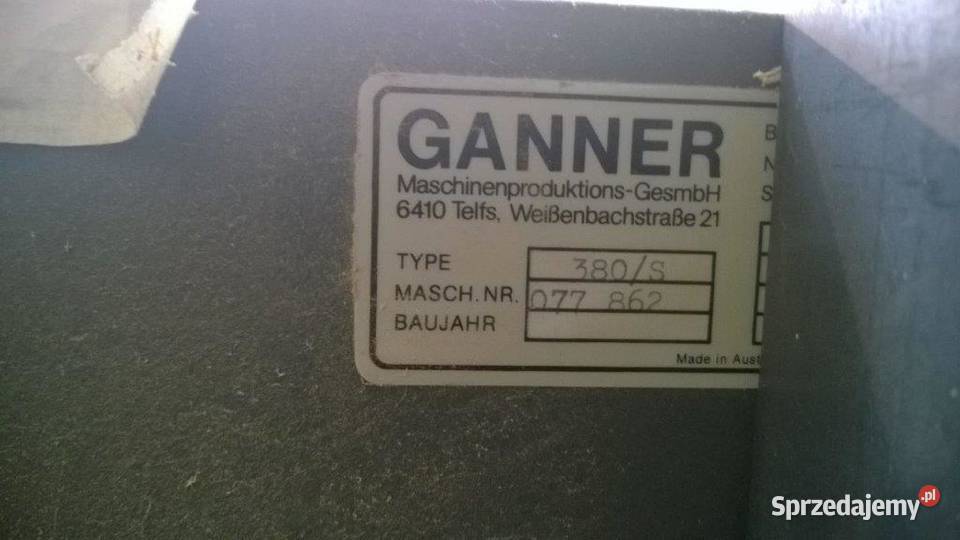 GANNER
Maschinenproduktions-GesmbH
6410 Telfs, Weißenbachstraße 21
TYPE 380/S
MASCH. NR. 077 862
BAUJAHR
Made in
Sprzedajemy.pl